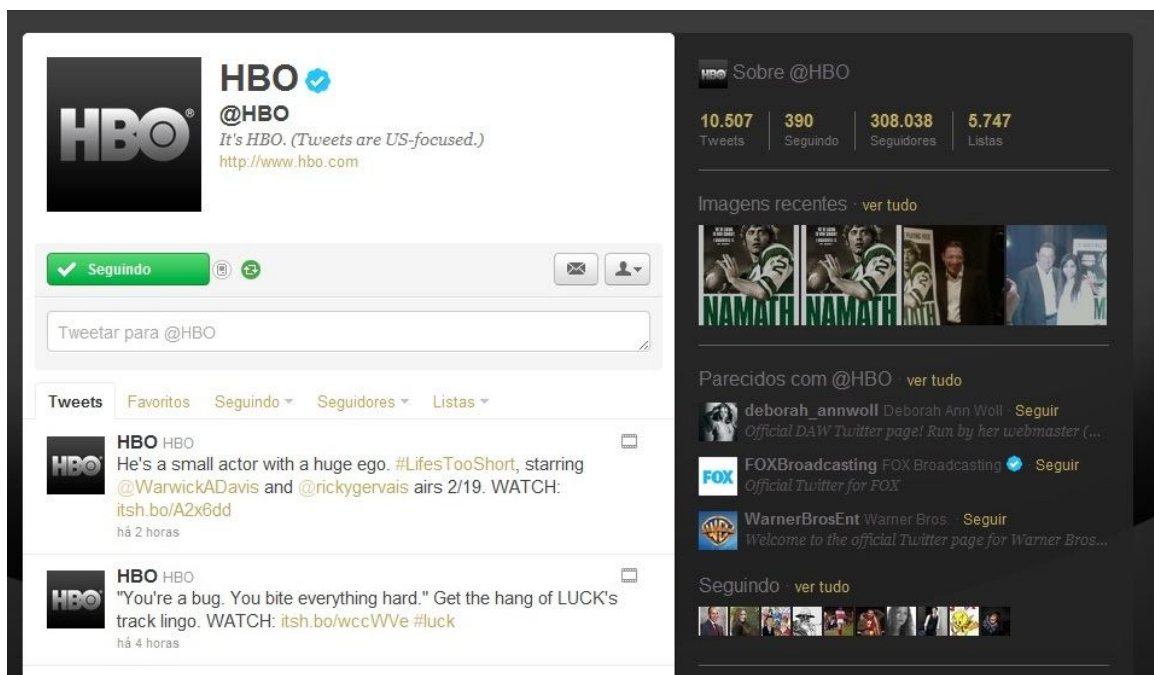 HBO
HBO
@HBO
It's HBO. (Tweets are US-focused.)
http://www.hbo.com
Seguindo
Tweetar para @HBO
Tweets Favoritos Seguindo Seguidores Listas
HBO
HBO HBO
He's a small actor with a huge ego. #LifesTooShort, starring
@WarwickADavis and @rickygervais airs 2/19. WATCH:
itsh.bo/A2x6dd
há 2 horas
HBO
HBO HBO
"You're a bug. You bite everything hard." Get the hang of LUCK's
track lingo. WATCH: itsh.bo/wccWVe #luck
há 4 horas
HBO Sobre @HBO
10.507 390 308.038 5.747
Tweets Seguindo Seguidores Listas
Imagens recentes · ver tudo
NAMATH NAMATH
Parecidos com @HBO · ver tudo
deborah_annwoll Deborah Ann Woll · Seguir
Official DAW Twitter page! Run by her webmaster (...
FOX
FOXBroadcasting FOX Broadcasting · Seguir
Official Twitter for FOX
WarnerBrosEnt Warner Bros. · Seguir
Welcome to the official Twitter page for Warner Bros...
Seguindo · ver tudo